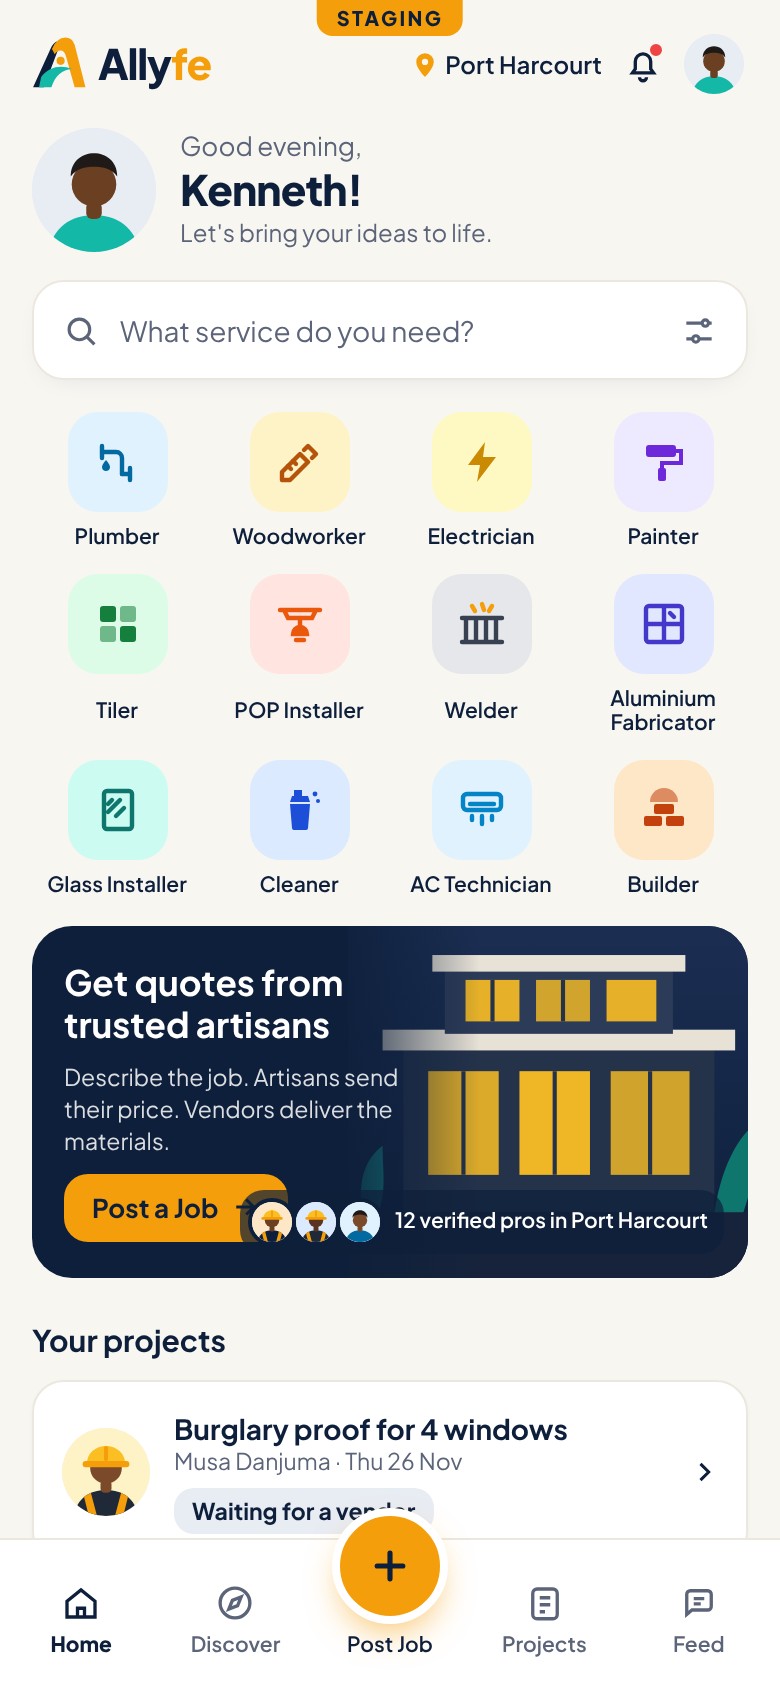 STAGING
Allyfe
Port Harcourt
Good evening,
Kenneth!
Let's bring your ideas to life.
What service do you need?
Plumber
Woodworker
Electrician
Painter
Tiler
POP Installer
Welder
Aluminium
Fabricator
Glass Installer
Cleaner
AC Technician
Builder
Get quotes from
trusted artisans
Describe the job. Artisans send
their price. Vendors deliver the
materials.
Post a Job
12 verified pros in Port Harcourt
Your projects
Burglary proof for 4 windows
Musa Danjuma · Thu 26 Nov
Waiting for a vendor
Home
Discover
Post Job
Projects
Feed